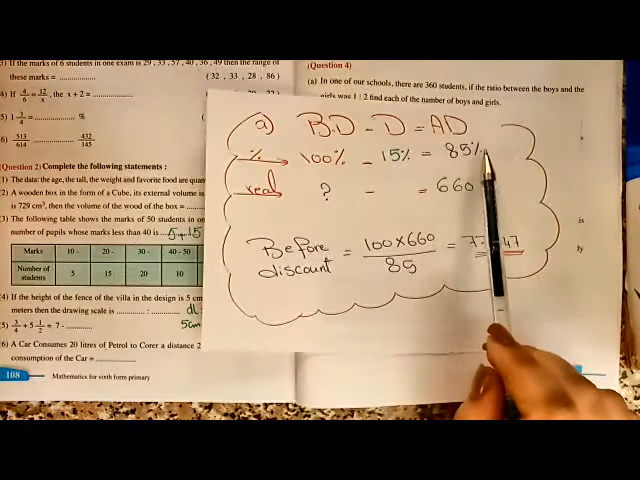 3) If the marks of 6 students in one exam is 29 , 33 , 57 , 40 , 36 , 49 then the range of
these marks = ................ ( 32 , 33 , 28 , 86 )
4) If 4/6 = 12/x , the x + 2 = ................
5) 1 3/4 = ................ %
6) 513/614 432/145
(Question 2) Complete the following statements :
(1) The data: the age, the tall, the weight and favorite food are quan
(2) A wooden box in the form of a Cube, its external volume is
is 729 cm³, then the volume of the wood of the box =
(3) The following table shows the marks of 50 students in
number of pupils whose marks less than 40 is 5+15
Marks 10 - 20 - 30 - 40 - 50
Number of students 5 15 20 10
(4) If the height of the fence of the villa in the design is 5 cm
meters then the drawing scale is ............ : ............ dL
(5) 3/4 + 5 1/2 = 7 - ............ 5cm
(6) A Car Consumes 20 litres of Petrol to Corer a distance 2
consumption of the Car = ............
108 Mathematics for sixth form primary
(Question 4)
(a) In one of our schools, there are 360 students, if the ratio between the boys and the
girls was 1 : 2 find each of the number of boys and girls.
is
ly
a) B.D - D = AD
% 100% - 15% = 85%
real ? - = 660
Before discount = 100×660/85 = 77 47